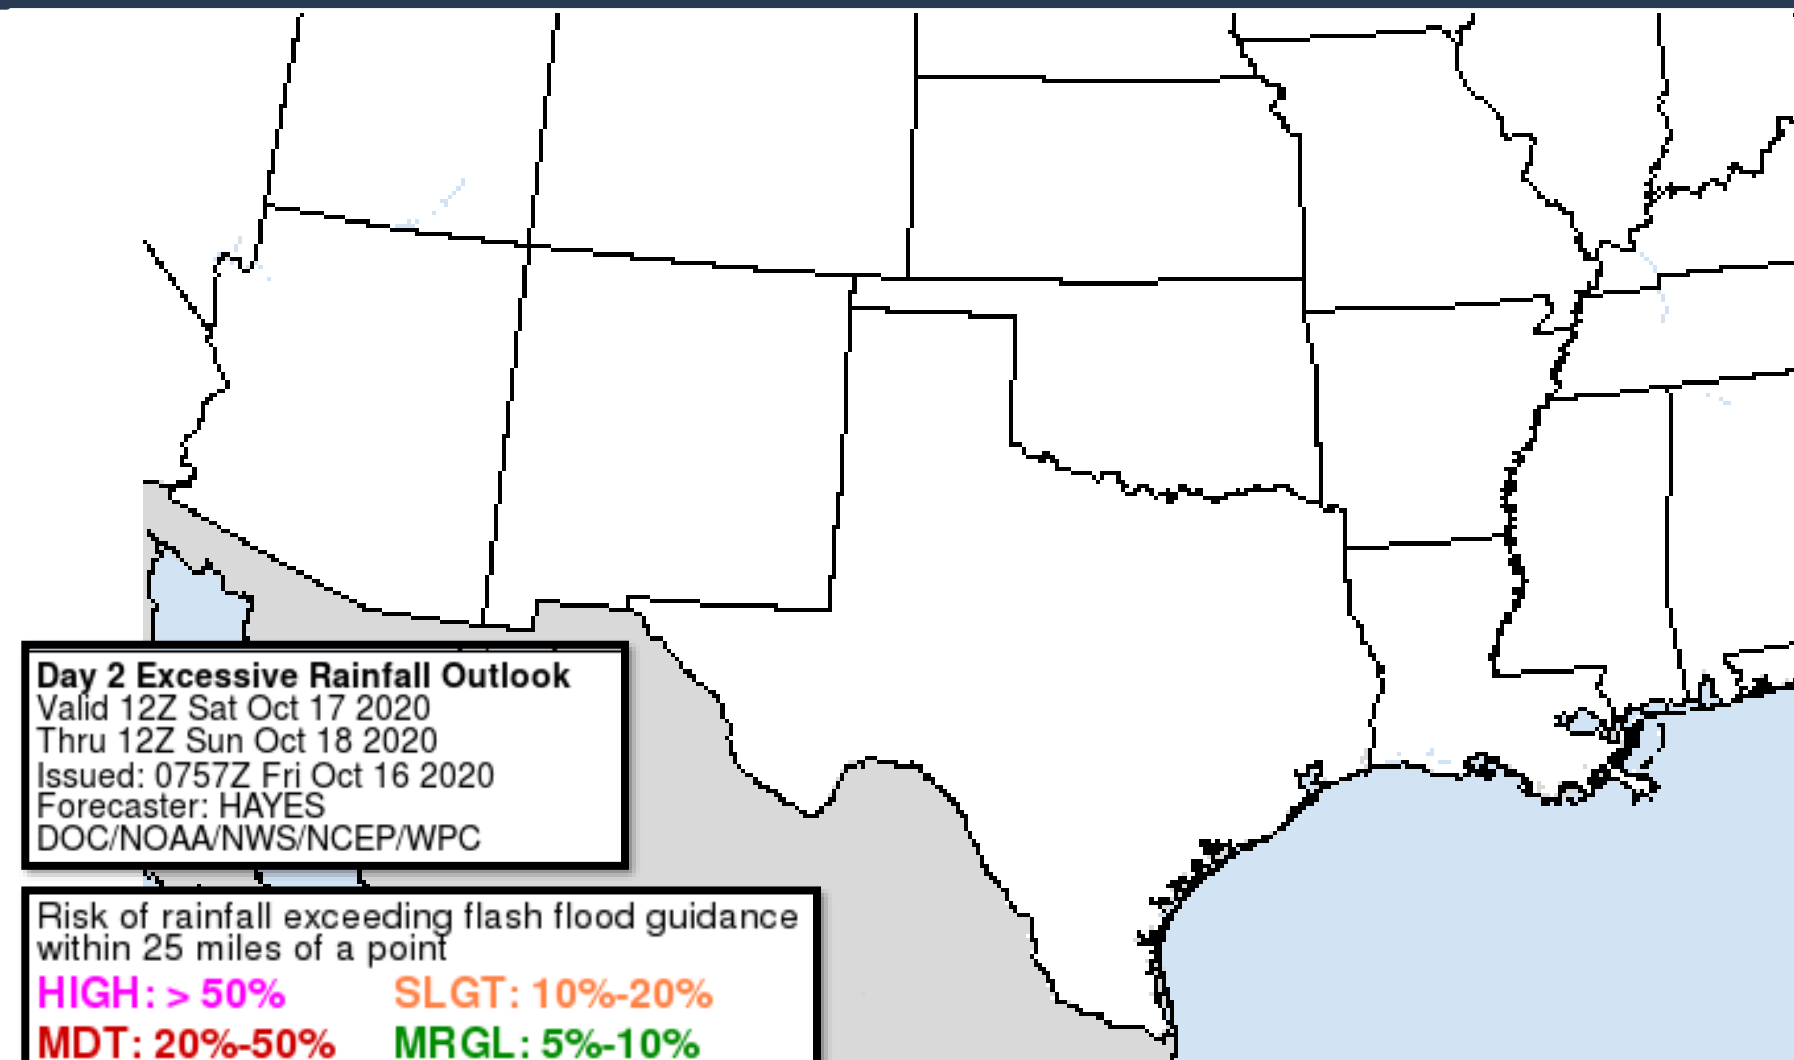 Day 2 Excessive Rainfall Outlook
Valid 12Z Sat Oct 17 2020
Thru 12Z Sun Oct 18 2020
Issued: 0757Z Fri Oct 16 2020
Forecaster: HAYES
DOC/NOAA/NWS/NCEP/WPC
Risk of rainfall exceeding flash flood guidance
within 25 miles of a point
HIGH: > 50% SLGT: 10%-20%
MDT: 20%-50% MRGL: 5%-10%